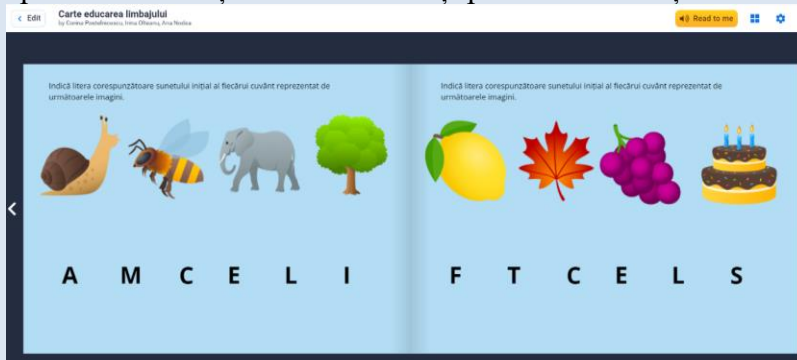 Edit
Carte educarea limbajului
by Corina Postelnicescu, Irina Olteanu, Ana Nedea
Read to me
Indică litera corespunzătoare sunetului inițial al fiecărui cuvânt reprezentat de
următoarele imagini.
A M C E L I
Indică litera corespunzătoare sunetului inițial al fiecărui cuvânt reprezentat de
următoarele imagini.
F T C E L S